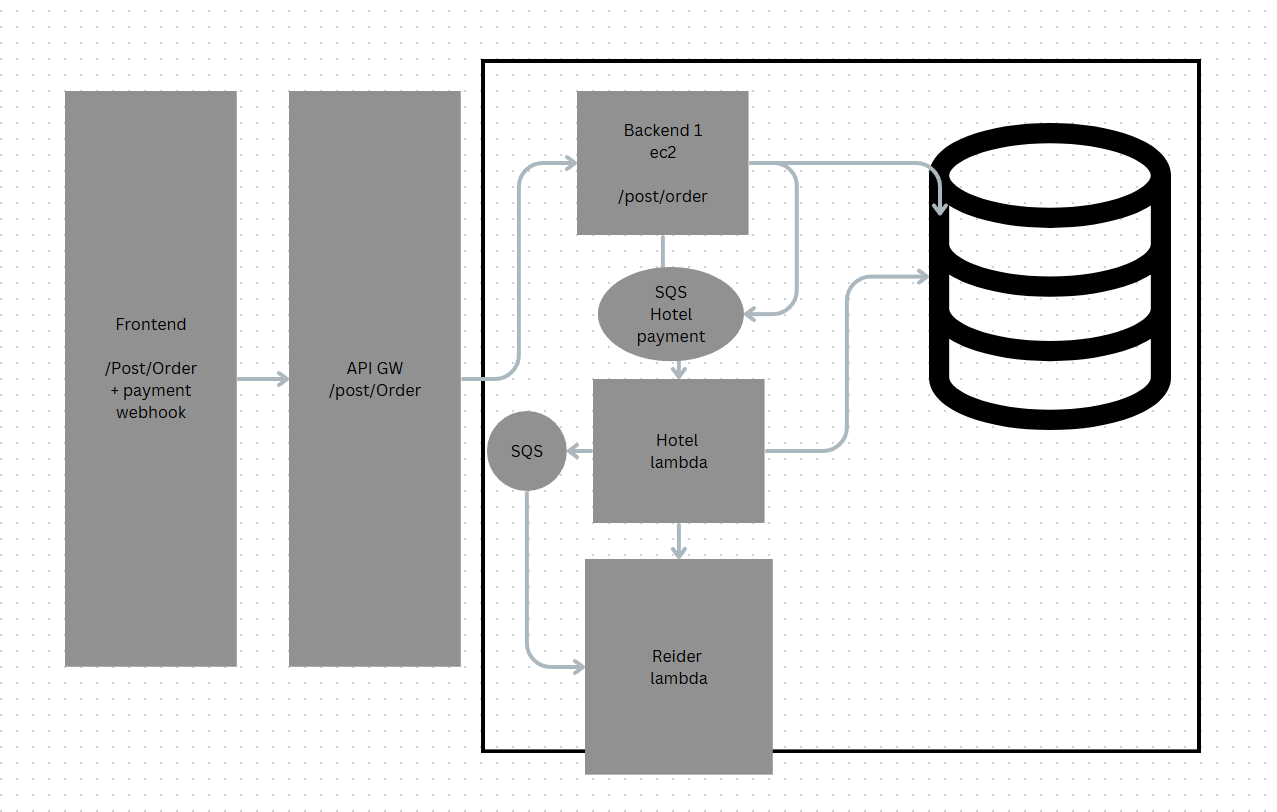 Frontend
/Post/Order
+ payment
webhook
API GW
/post/Order
Backend 1
ec2
/post/order
SQS
Hotel
payment
Hotel
lambda
SQS
Reider
lambda